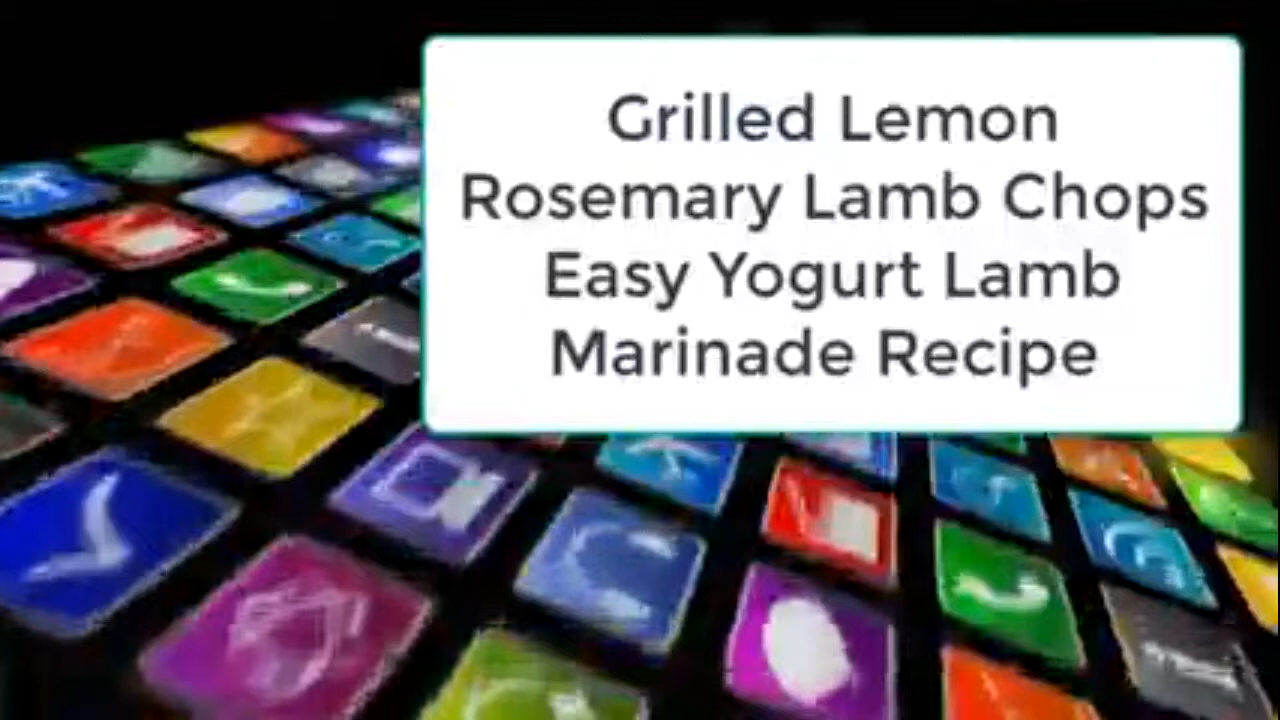 Grilled Lemon
Rosemary Lamb Chops
Easy Yogurt Lamb
Marinade Recipe